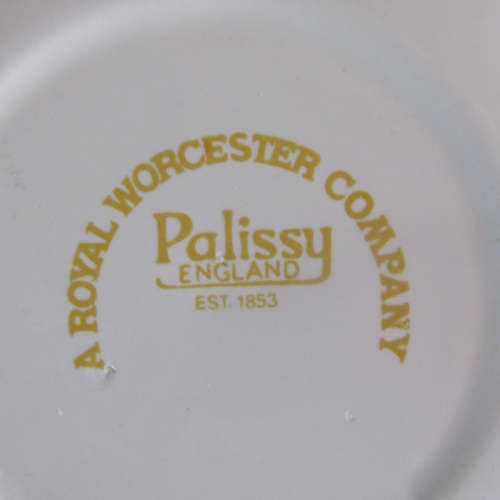 A ROYAL WORCESTER COMPANY
Palissy
ENGLAND
EST. 1853